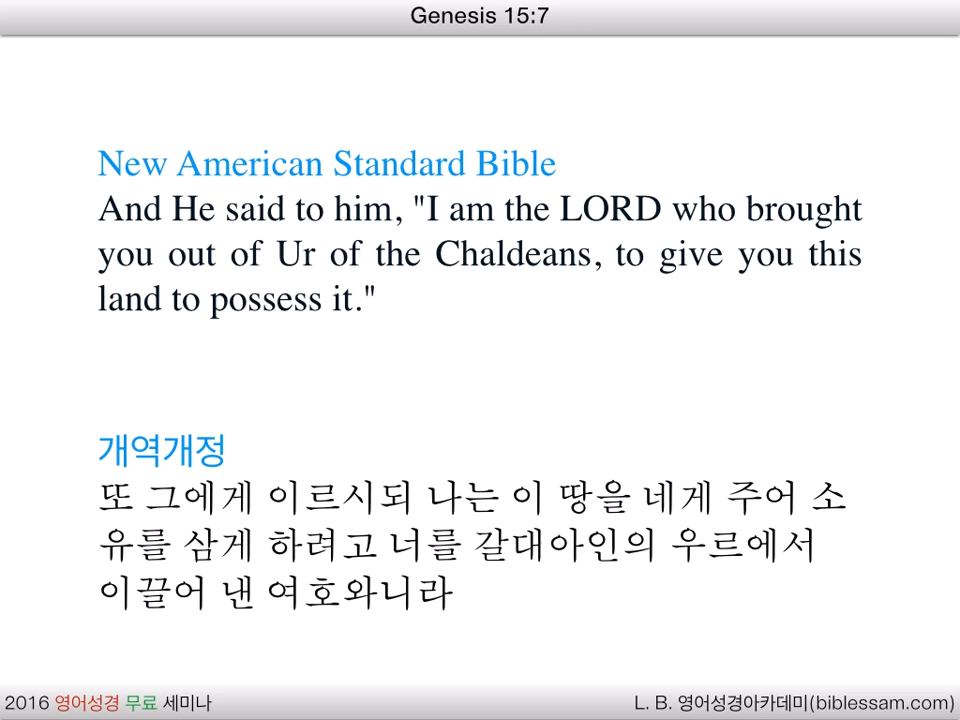 Genesis 15:7
New American Standard Bible
And He said to him, "I am the LORD who brought
you out of Ur of the Chaldeans, to give you this
land to possess it."
개역개정
또 그에게 이르시되 나는 이 땅을 네게 주어 소
유를 삼게 하려고 너를 갈대아인의 우르에서
이끌어 낸 여호와니라
2016 영어성경 무료 세미나
L. B. 영어성경아카데미(biblessam.com)